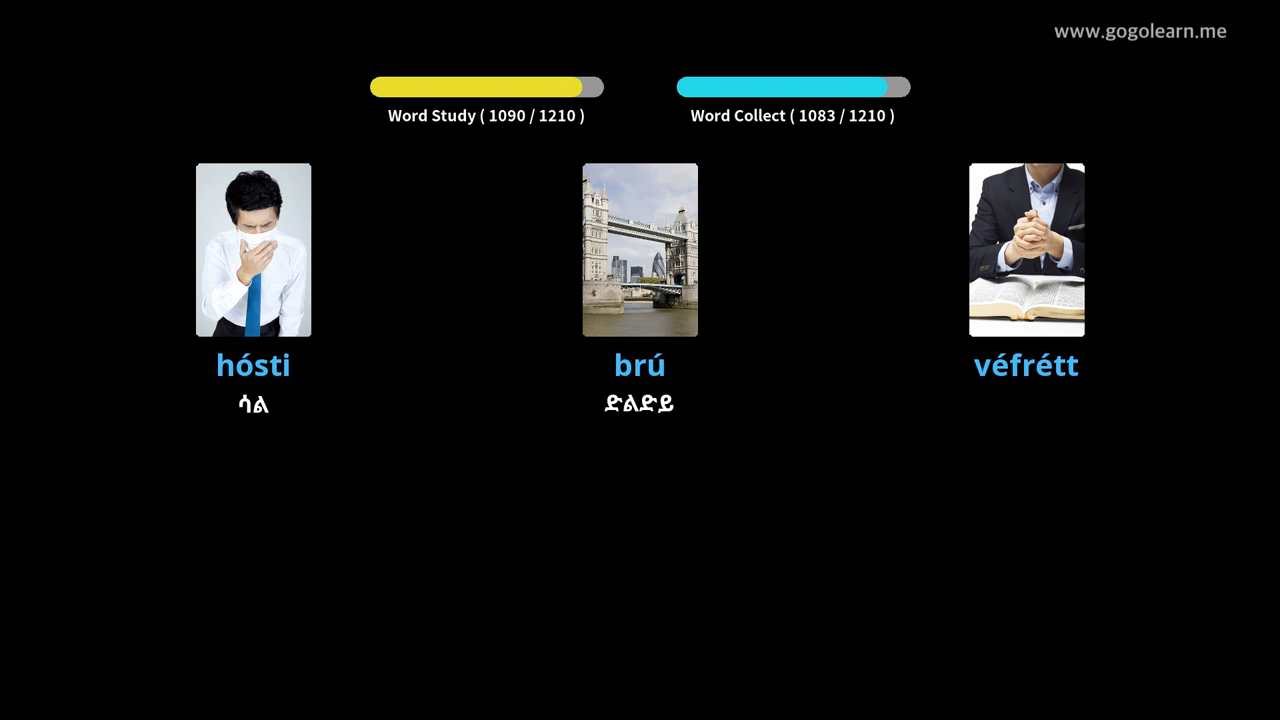 www.gogolearn.me
Word Study ( 1090 / 1210 )
Word Collect ( 1083 / 1210 )
hósti
brú
véfrétt
ሳል
ድልድይ